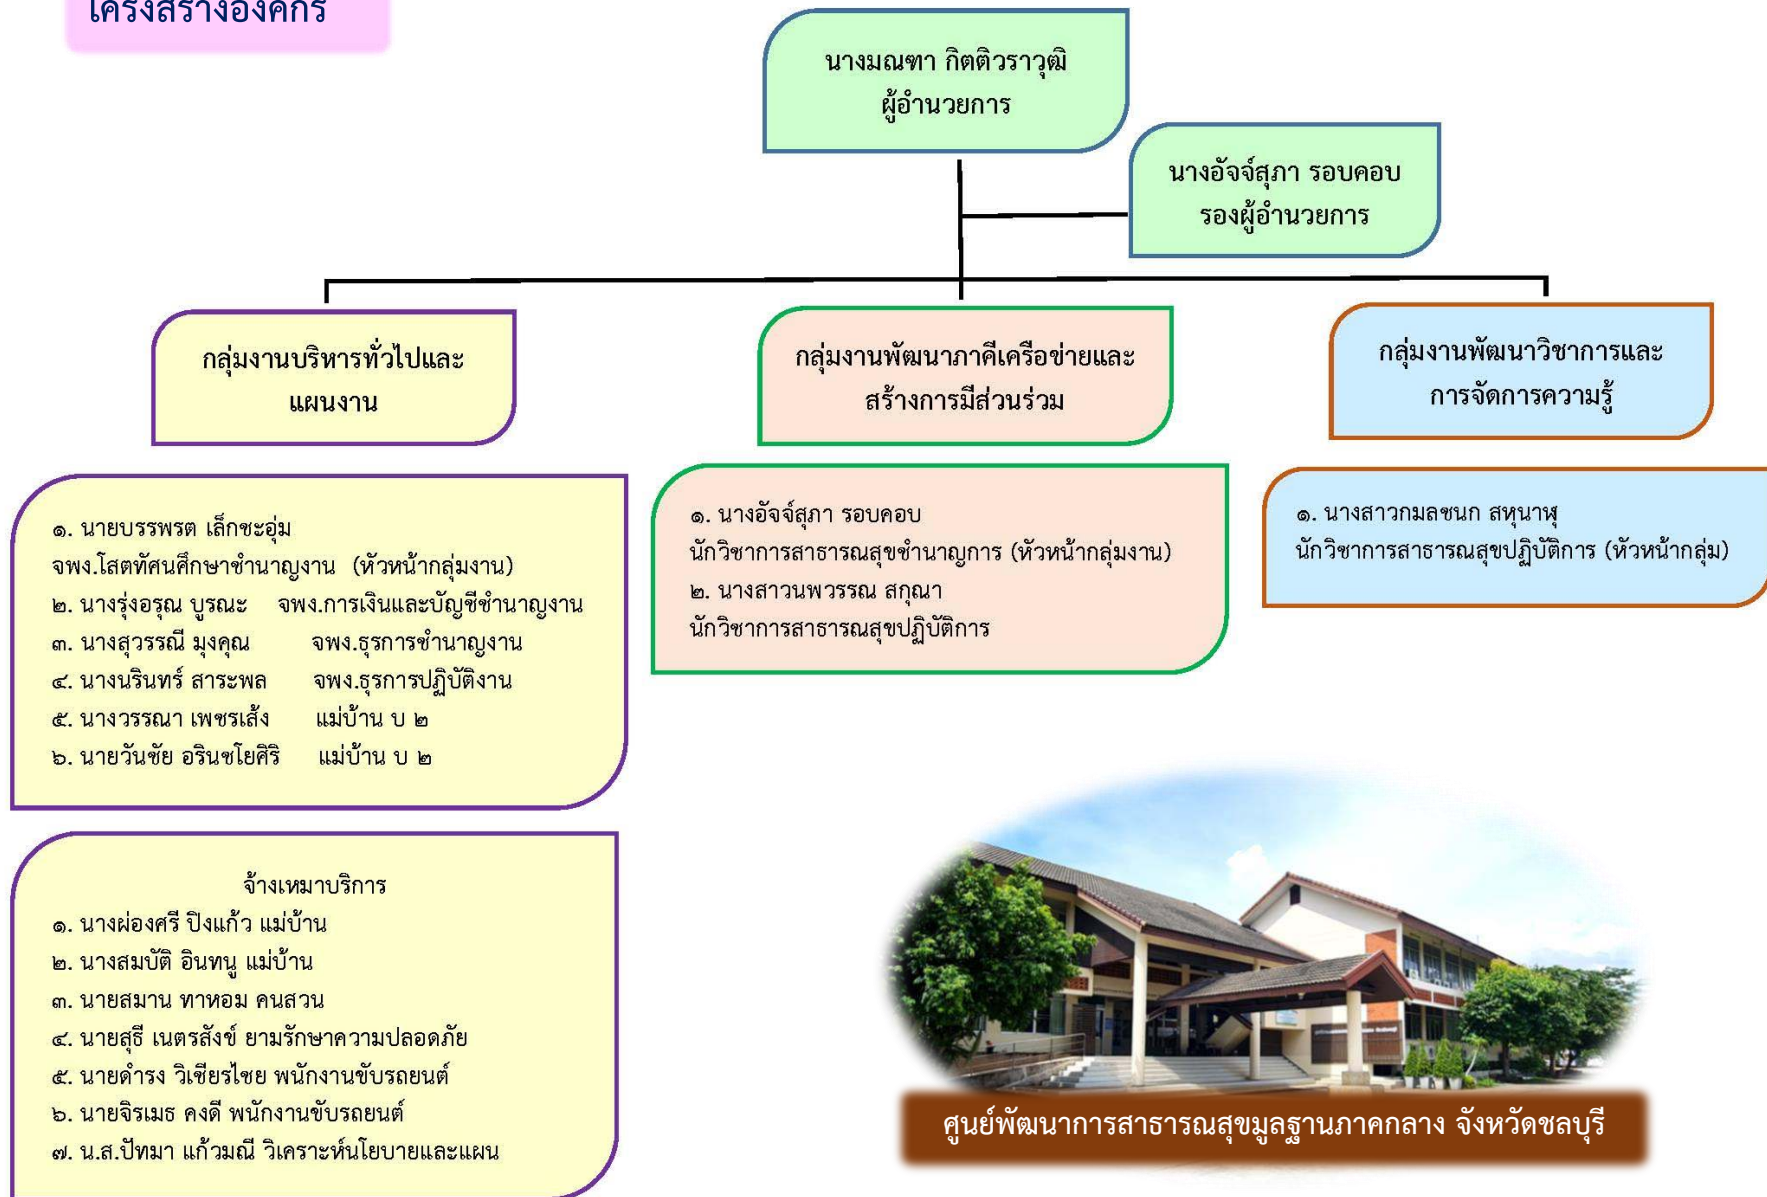 โครงสร้างองค์กร
นางมณฑา กิตติวราวุฒิ
ผู้อำนวยการ
นางอัจจ์สุภา รอบคอบ
รองผู้อำนวยการ
กลุ่มงานบริหารทั่วไปและ
แผนงาน
กลุ่มงานพัฒนาภาคีเครือข่ายและ
สร้างการมีส่วนร่วม
กลุ่มงานพัฒนาวิชาการและ
การจัดการความรู้
๑. นายบรรพรต เล็กชะอุ่ม
จพง.โสตทัศนศึกษาชำนาญงาน (หัวหน้ากลุ่มงาน)
๒. นางรุ่งอรุณ บูรณะ จพง.การเงินและบัญชีชำนาญงาน
๓. นางสุวรรณี มุงคุณ จพง.ธุรการชำนาญงาน
๔. นางนรินทร์ สาระพล จพง.ธุรการปฏิบัติงาน
๕. นางวรรณา เพชรเส้ง แม่บ้าน บ ๒
๖. นายวันชัย อรินชโยศิริ แม่บ้าน บ ๒
๑. นางอัจจ์สุภา รอบคอบ
นักวิชาการสาธารณสุขชำนาญการ (หัวหน้ากลุ่มงาน)
๒. นางสาวนพวรรณ สกุณา
นักวิชาการสาธารณสุขปฏิบัติการ
๑. นางสาวกมลชนก สหุนาฬุ
นักวิชาการสาธารณสุขปฏิบัติการ (หัวหน้ากลุ่ม)
จ้างเหมาบริการ
๑. นางผ่องศรี ปิงแก้ว แม่บ้าน
๒. นางสมบัติ อินทนู แม่บ้าน
๓. นายสมาน ทาหอม คนสวน
๔. นายสุธี เนตรสังข์ ยามรักษาความปลอดภัย
๕. นายดำรง วิเชียรไชย พนักงานขับรถยนต์
๖. นายจิรเมธ คงดี พนักงานขับรถยนต์
๗. น.ส.ปัทมา แก้วมณี วิเคราะห์นโยบายและแผน
ศูนย์พัฒนาการสาธารณสุขมูลฐานภาคกลาง จังหวัดชลบุรี